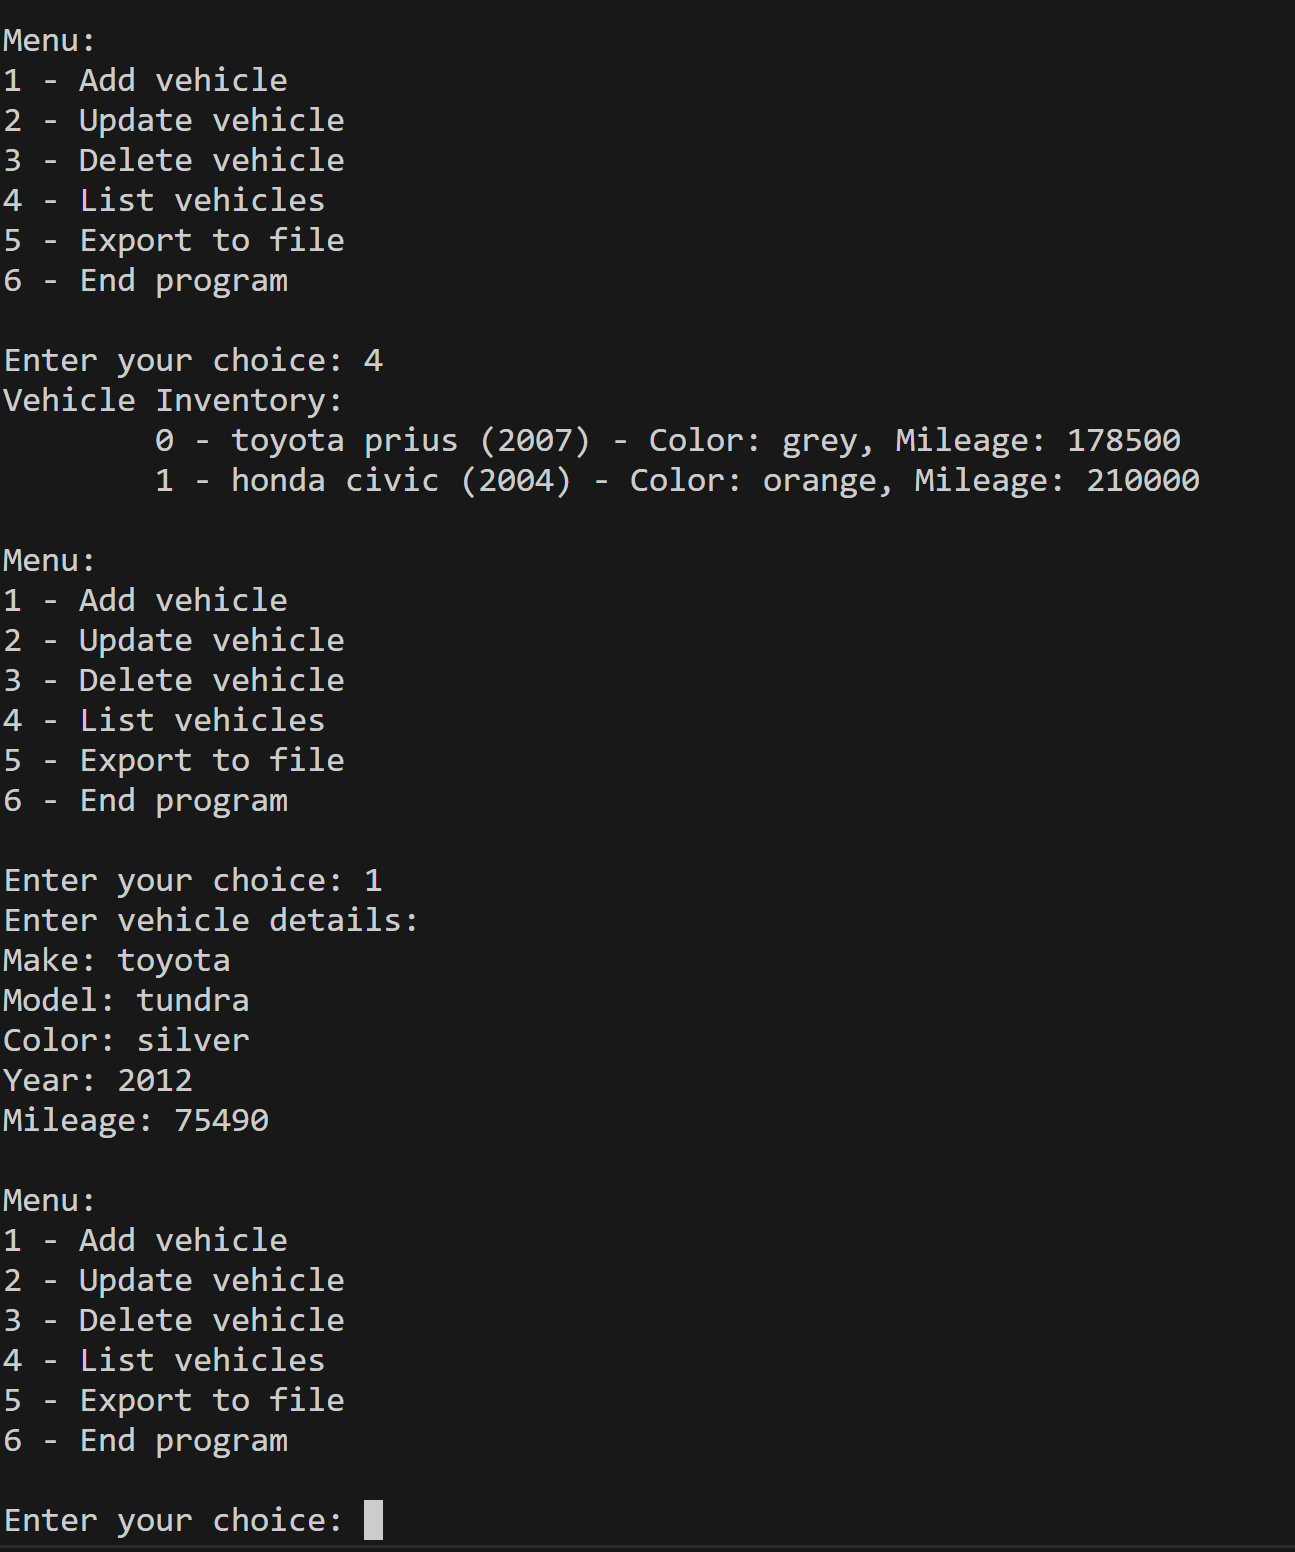 Menu:
1 - Add vehicle
2 - Update vehicle
3 - Delete vehicle
4 - List vehicles
5 - Export to file
6 - End program

Enter your choice: 4
Vehicle Inventory:
        0 - toyota prius (2007) - Color: grey, Mileage: 178500
        1 - honda civic (2004) - Color: orange, Mileage: 210000

Menu:
1 - Add vehicle
2 - Update vehicle
3 - Delete vehicle
4 - List vehicles
5 - Export to file
6 - End program

Enter your choice: 1
Enter vehicle details:
Make: toyota
Model: tundra
Color: silver
Year: 2012
Mileage: 75490

Menu:
1 - Add vehicle
2 - Update vehicle
3 - Delete vehicle
4 - List vehicles
5 - Export to file
6 - End program

Enter your choice: